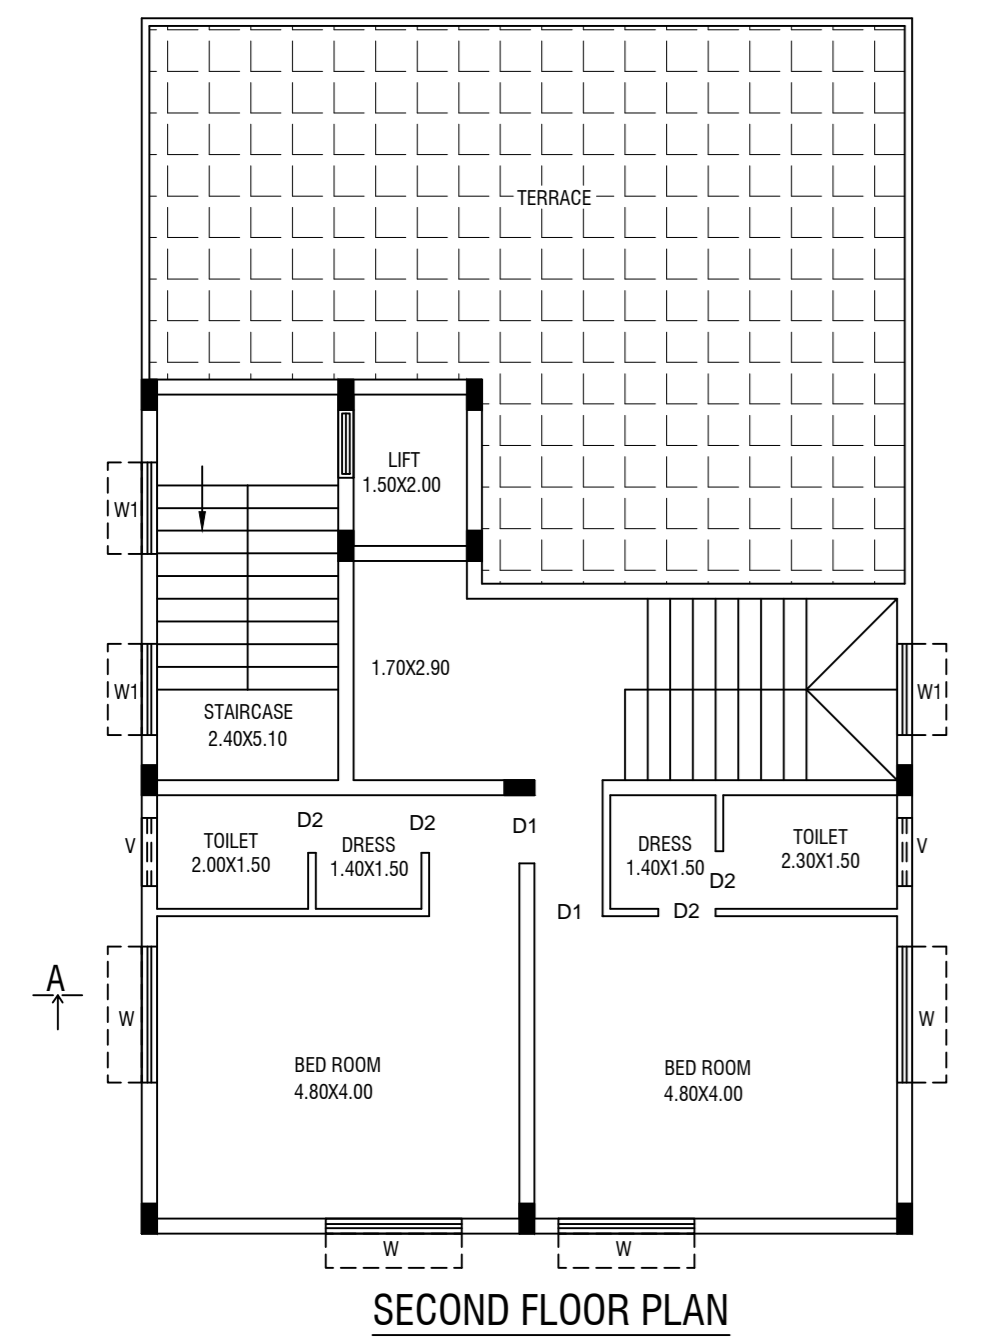 TERRACE
LIFT
1.50X2.00
W1
1.70X2.90
W1
W1
STAIRCASE
2.40X5.10
D2
D2
D1
V
TOILET
2.00X1.50
DRESS
1.40X1.50
DRESS
1.40X1.50
D2
TOILET
2.30X1.50
V
D1
D2
A
W
W
BED ROOM
4.80X4.00
BED ROOM
4.80X4.00
W
W
SECOND FLOOR PLAN